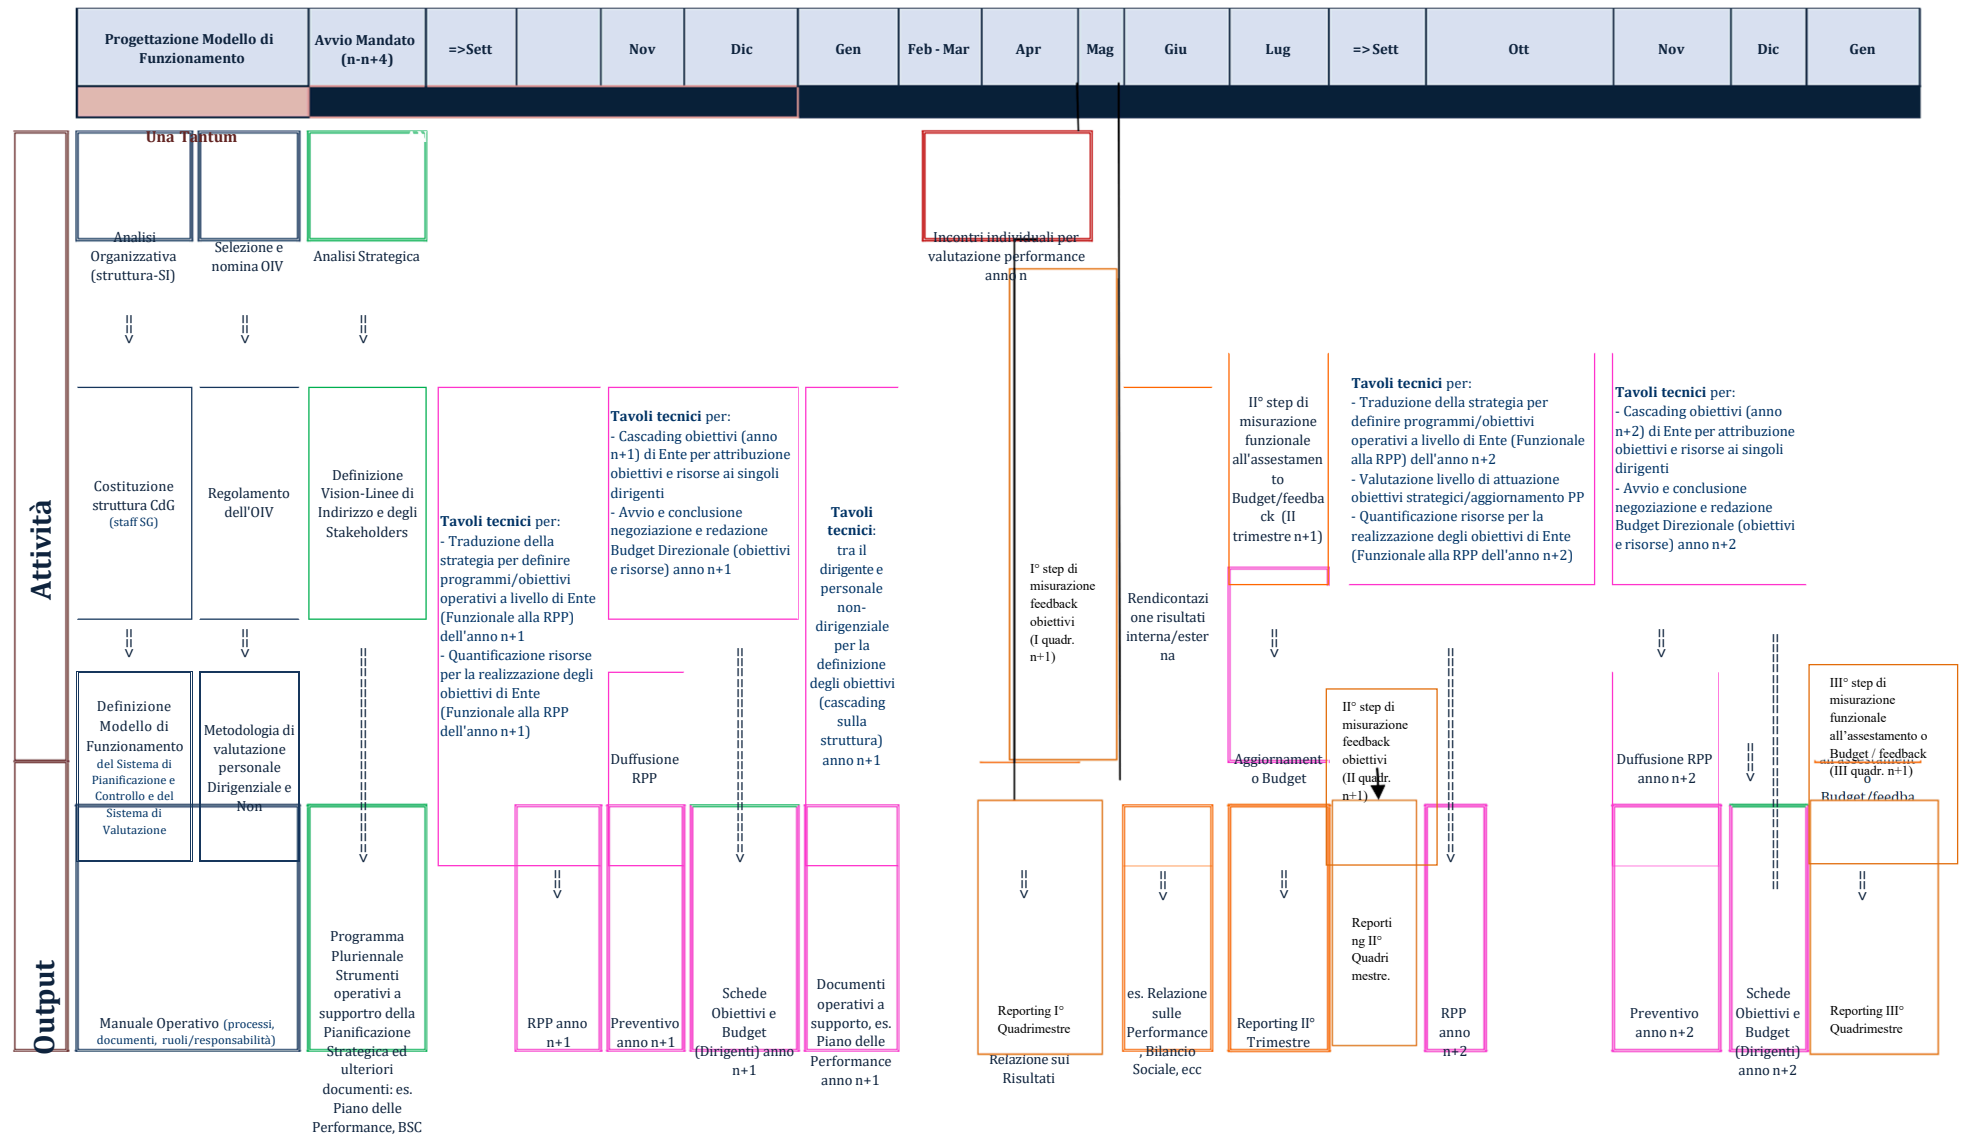 Progettazione Modello di
Funzionamento
Avvio Mandato
(n-n+4)
=>Sett
Nov
Dic
Gen
Feb - Mar
Apr
Mag
Giu
Lug
=> Sett
Ott
Nov
Dic
Gen
Una Tantum
Attività
Analisi
Organizzativa
(struttura-SI)
Selezione e
nomina OIV
Analisi Strategica
Incontri individuali per
valutazione performance
anno n
==>
==>
==>
Costituzione
struttura CdG
(staff SG)
Regolamento
dell'OIV
Definizione
Vision-Linee di
Indirizzo e degli
Stakeholders
Tavoli tecnici per:
- Traduzione della
strategia per definire
programmi/obiettivi
operativi a livello di Ente
(Funzionale alla RPP)
dell'anno n+1
- Quantificazione risorse
per la realizzazione degli
obiettivi di Ente
(Funzionale alla RPP
dell'anno n+1)
Tavoli tecnici per:
- Cascading obiettivi (anno
n+1) di Ente per attribuzione
obiettivi e risorse ai singoli
dirigenti
- Avvio e conclusione
negoziazione e redazione
Budget Direzionale (obiettivi
e risorse) anno n+1
Tavoli
tecnici:
tra il
dirigente e
personale
non-
dirigenziale
per la
definizione
degli obiettivi
(cascading
sulla
struttura)
anno n+1
I° step di
misurazione
feedback
obiettivi
(I quadr.
n+1)
Rendicontazi
one risultati
interna/ester
na
II° step di
misurazione
funzionale
all'assestamen
to
Budget/feedba
ck (II
trimestre n+1)
Tavoli tecnici per:
- Traduzione della strategia per
definire programmi/obiettivi
operativi a livello di Ente (Funzionale
alla RPP) dell'anno n+2
- Valutazione livello di attuazione
obiettivi strategici/aggiornamento PP
- Quantificazione risorse per la
realizzazione degli obiettivi di Ente
(Funzionale alla RPP dell'anno n+2)
Tavoli tecnici per:
- Cascading obiettivi (anno
n+2) di Ente per attribuzione
obiettivi e risorse ai singoli
dirigenti
- Avvio e conclusione
negoziazione e redazione
Budget Direzionale (obiettivi
e risorse) anno n+2
==>
==>
==>
==>
Definizione
Modello di
Funzionamento
del Sistema di
Pianificazione e
Controllo e del
Sistema di
Valutazione
Metodologia di
valutazione
personale
Dirigenziale e
Non
Duffusione
RPP
Aggiornament
o Budget
II° step di
misurazione
feedback
obiettivi
(II quadr.
n+1)
Duffusione RPP
anno n+2
==>
III° step di
misurazione
funzionale
all’assestamento o
Budget / feedback
(III quadr. n+1)
o
Budget/feedba
Output
==>
==>
==>
==>
==>
Manuale Operativo (processi,
documenti, ruoli/responsabilità)
Programma
Pluriennale
Strumenti
operativi a
supportro della
Pianificazione
Strategica ed
ulteriori
documenti: es.
Piano delle
Performance, BSC
RPP anno
n+1
Preventivo
anno n+1
Schede
Obiettivi e
Budget
(Dirigenti) anno
n+1
Documenti
operativi a
supporto, es.
Piano delle
Performance
anno n+1
Reporting I°
Quadrimestre
Relazione sui
Risultati
es. Relazione
sulle
Performance
, Bilancio
Sociale, ecc
Reporting II°
Trimestre
Reporti
ng II°
Quadri
mestre.
RPP
anno
n+2
Preventivo
anno n+2
Schede
Obiettivi e
Budget
(Dirigenti)
anno n+2
Reporting III°
Quadrimestre